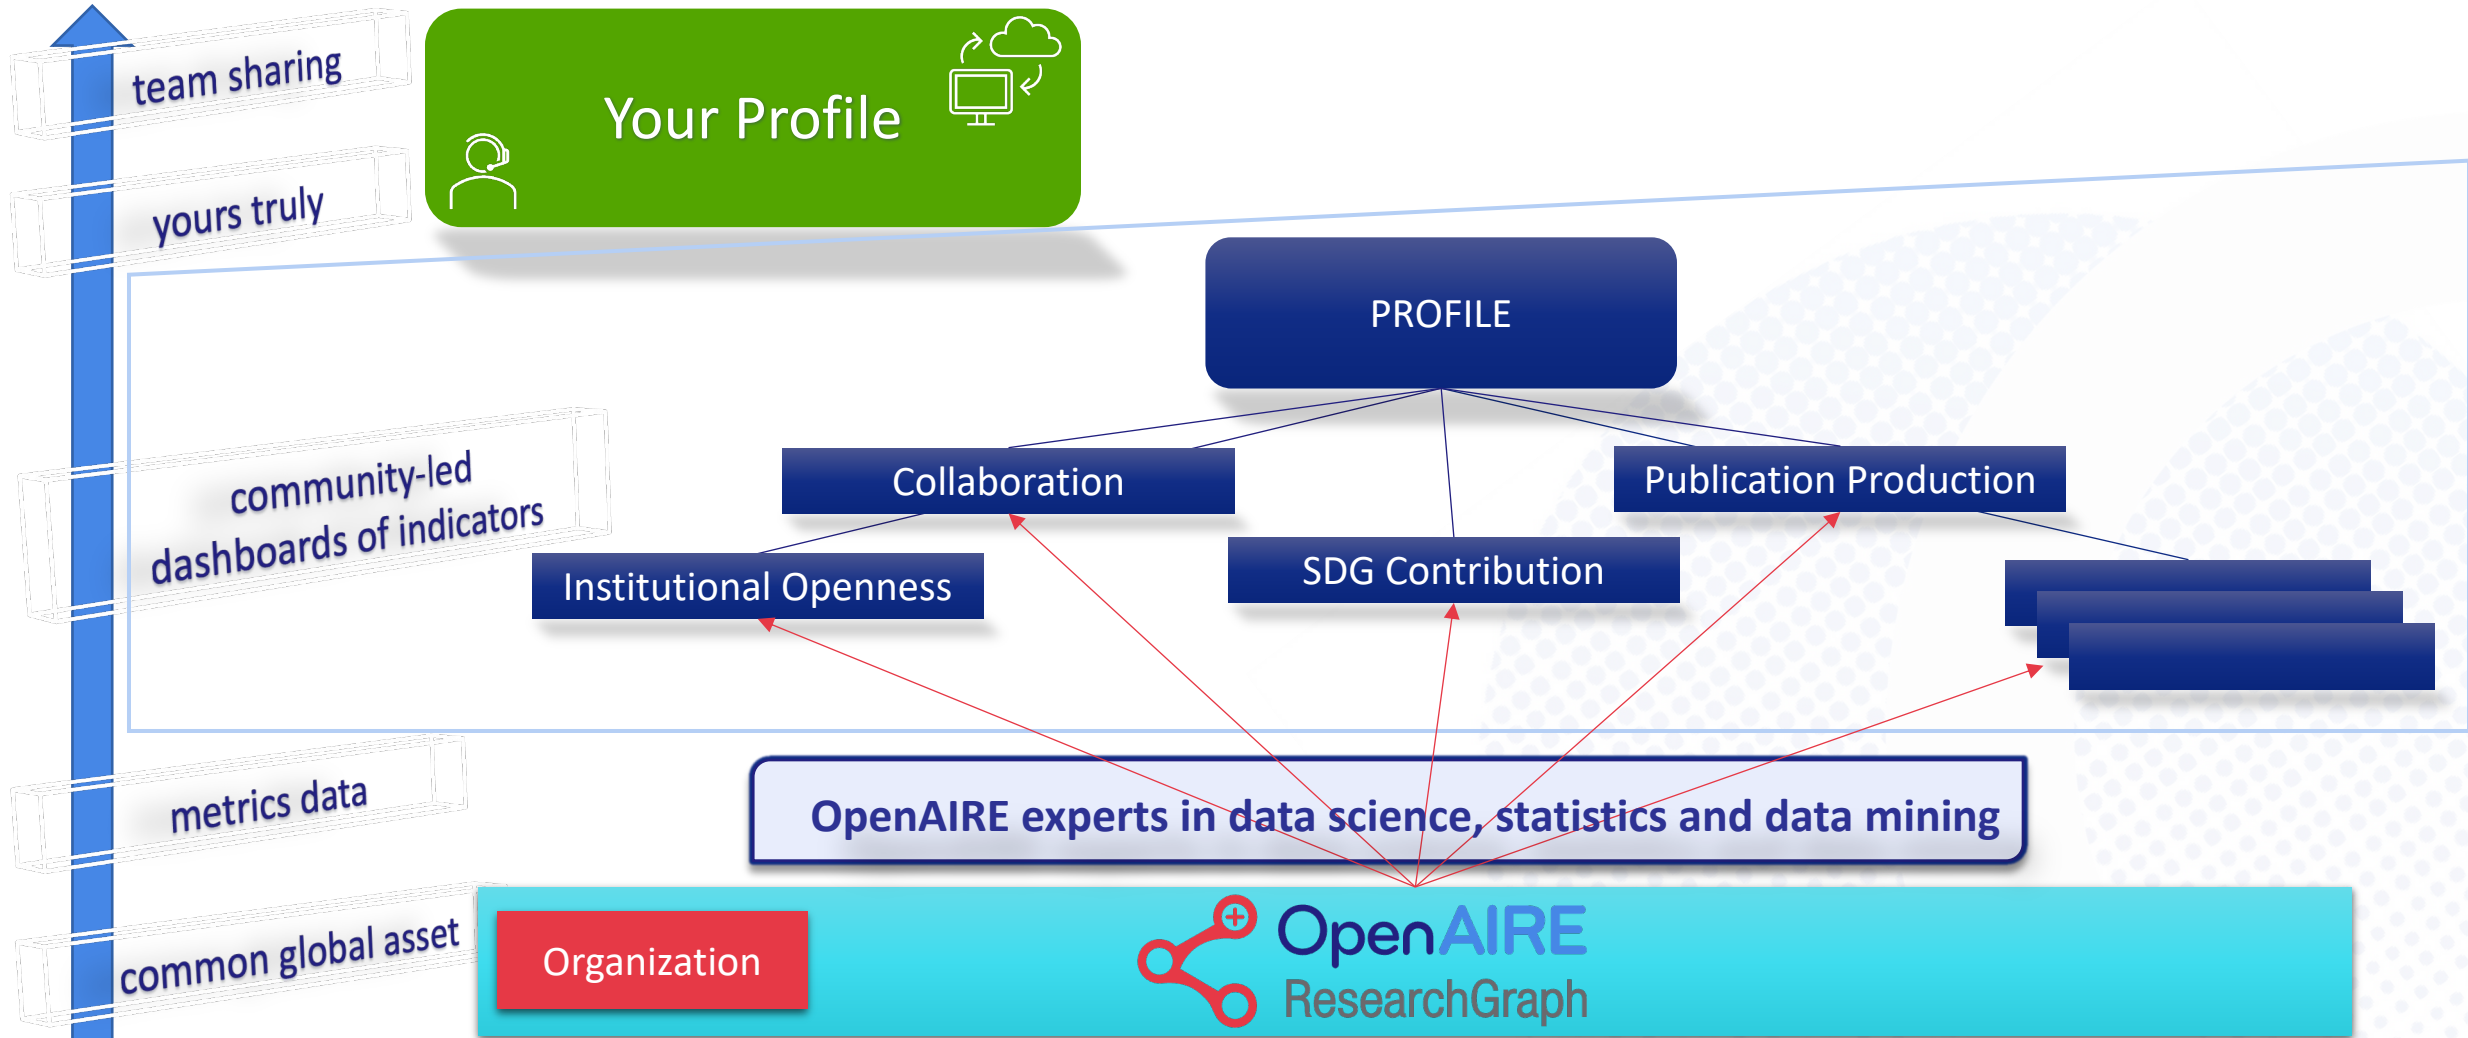 team sharing
Your Profile
yours truly
PROFILE
community-led
dashboards of indicators
Collaboration
Publication Production
Institutional Openness
SDG Contribution
metrics data
OpenAIRE experts in data science, statistics and data mining
common global asset
Organization
OpenAIRE
ResearchGraph